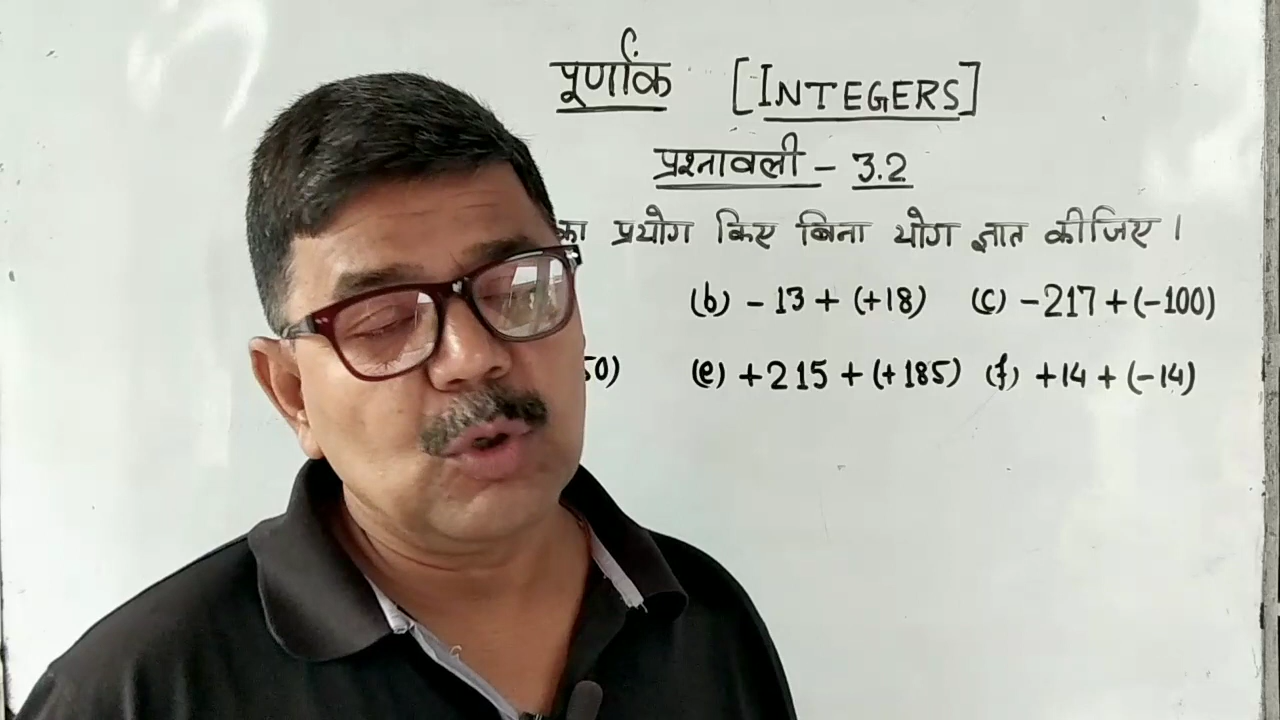 पूर्णांक [INTEGERS]
प्रश्नावली - 3.2
का प्रयोग किए बिना योग ज्ञात कीजिए ।
(b) - 13 + (+18) (c) -217 + (-100)
50) (e) +215 + (+185) (f) +14 + (-14)